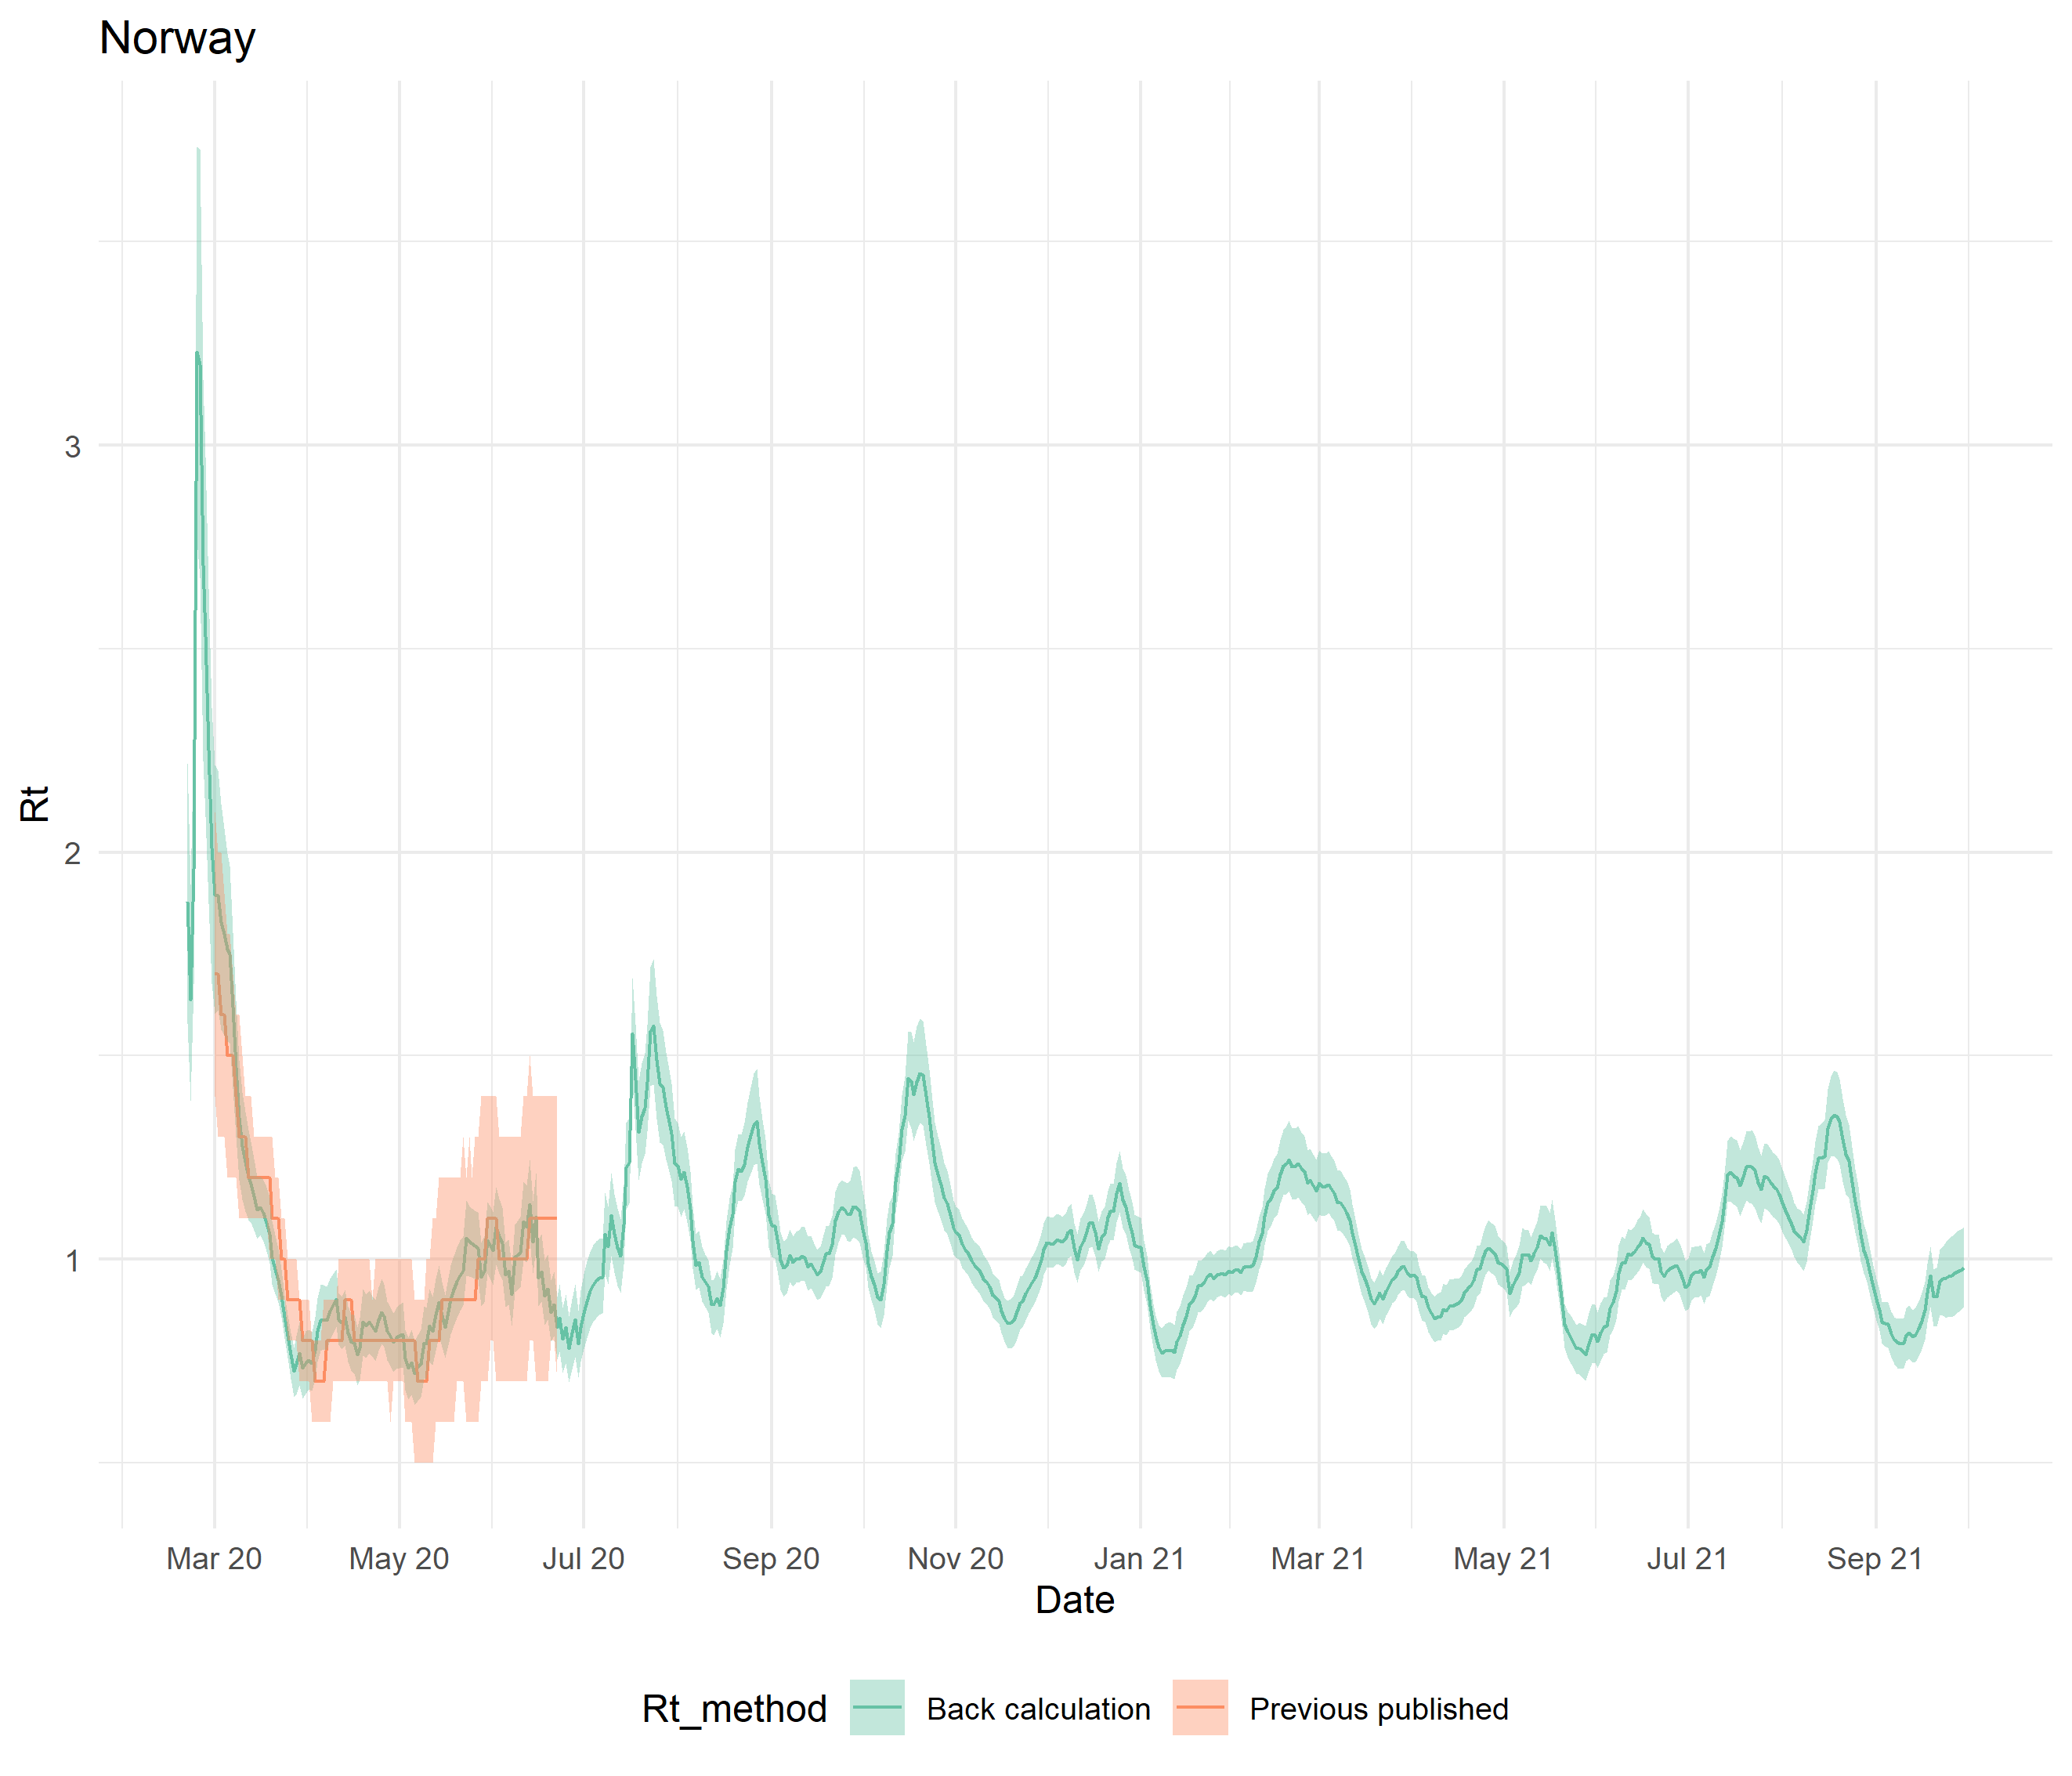 Norway
Rt
3
2
1
Mar 20 May 20 Jul 20 Sep 20 Nov 20 Jan 21 Mar 21 May 21 Jul 21 Sep 21
Date
Rt_method Back calculation Previous published